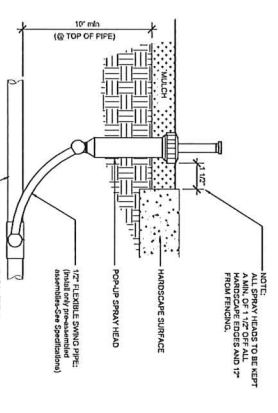 10" min
(@ TOP OF PIPE)
MULCH
1 1/2"
NOTE:
ALL SPRAY HEADS TO BE KEPT
A MIN. OF 1 1/2" OFF ALL
HARDSCAPE EDGES AND 12"
FROM FENCING.
HARDSCAPE SURFACE
POP-UP SPRAY HEAD
1/2" FLEXIBLE SWING PIPE:
(Install only pre-assembled
assemblies-See Specifications)